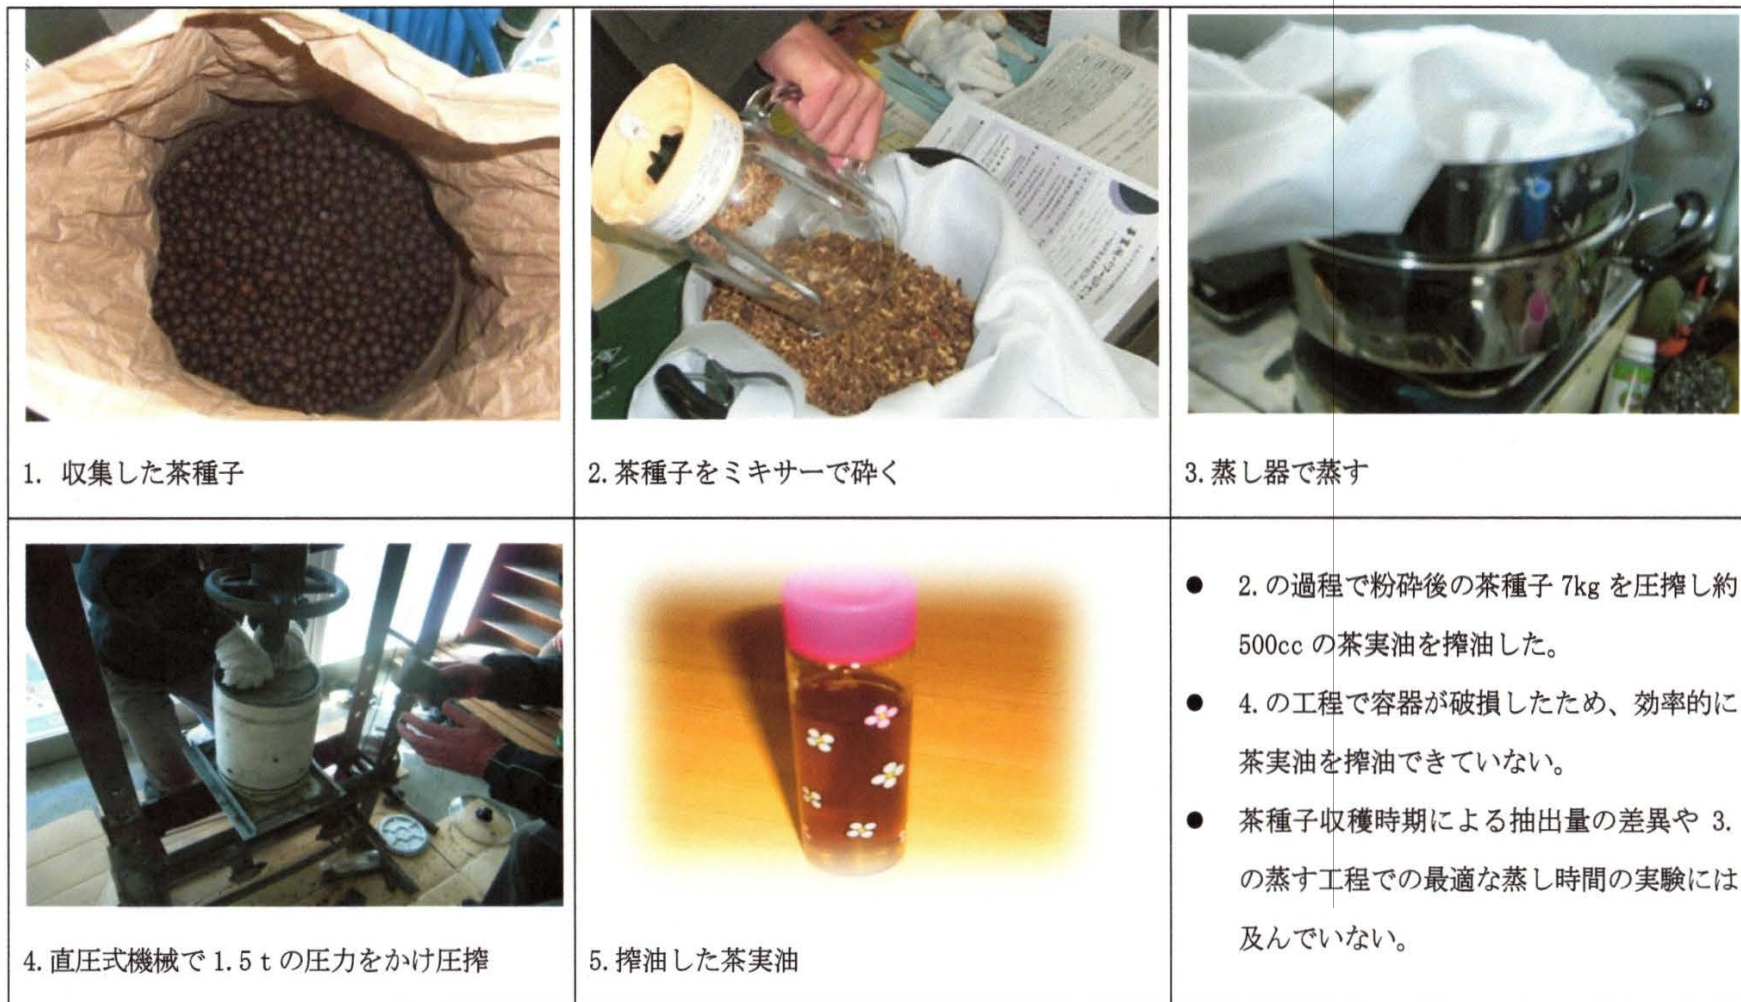 1. 収集した茶種子
2.茶種子をミキサーで砕く
3.蒸し器で蒸す
4.直圧式機械で1.5ｔの圧力をかけ圧搾
5.搾油した茶実油
● 2.の過程で粉砕後の茶種子 7kg を圧搾し約
500cc の茶実油を搾油した。
● 4.の工程で容器が破損したため、効率的に
茶実油を搾油できていない。
● 茶種子収穫時期による抽出量の差異や 3.
の蒸す工程での最適な蒸し時間の実験には
及んでいない。